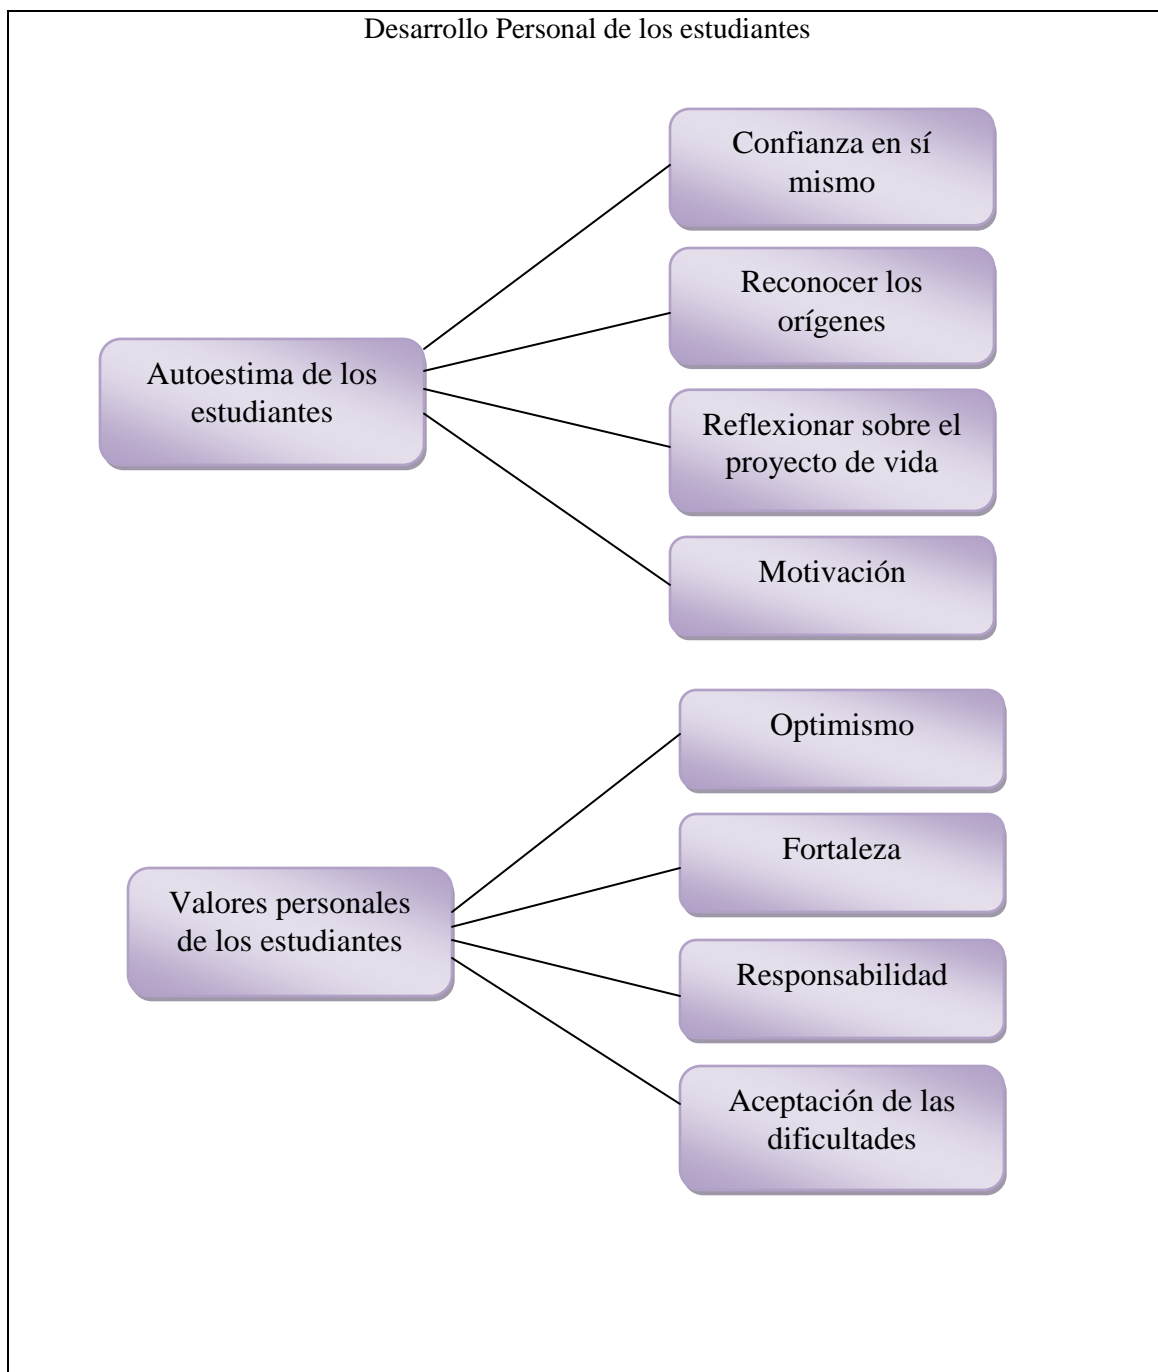 Desarrollo Personal de los estudiantes
Confianza en sí
mismo
Reconocer los
orígenes
Autoestima de los
estudiantes
Reflexionar sobre el
proyecto de vida
Motivación
Optimismo
Fortaleza
Valores personales
de los estudiantes
Responsabilidad
Aceptación de las
dificultades